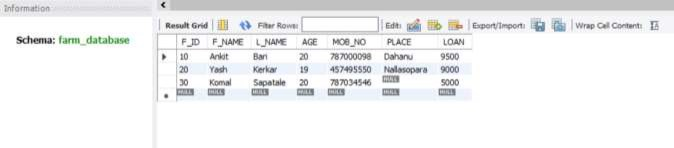 Information
Schema: farm_database
Result Grid Filter Rows: Edit: Export/Import: Wrap Cell Content:
F_ID F_NAME L_NAME AGE MOB_NO PLACE LOAN
10 Ankit Bari 20 787000098 Dahanu 9500
20 Yash Kerkar 19 457495550 Nallasopara 9000
30 Komal Sapatale 20 787034546 NULL 5000
NULL NULL NULL NULL NULL NULL NULL